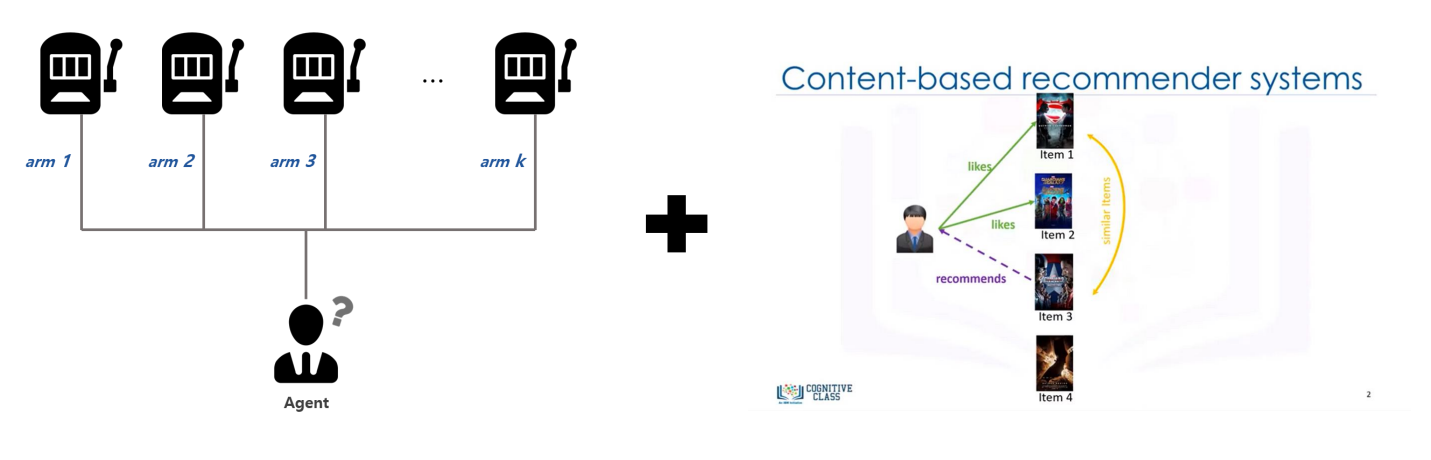 arm 1
arm 2
arm 3
...
arm k
?
Agent
Content-based recommender systems
Item 1
likes
similar Items
likes
Item 2
recommends
Item 3
Item 4
COGNITIVE
CLASS
2